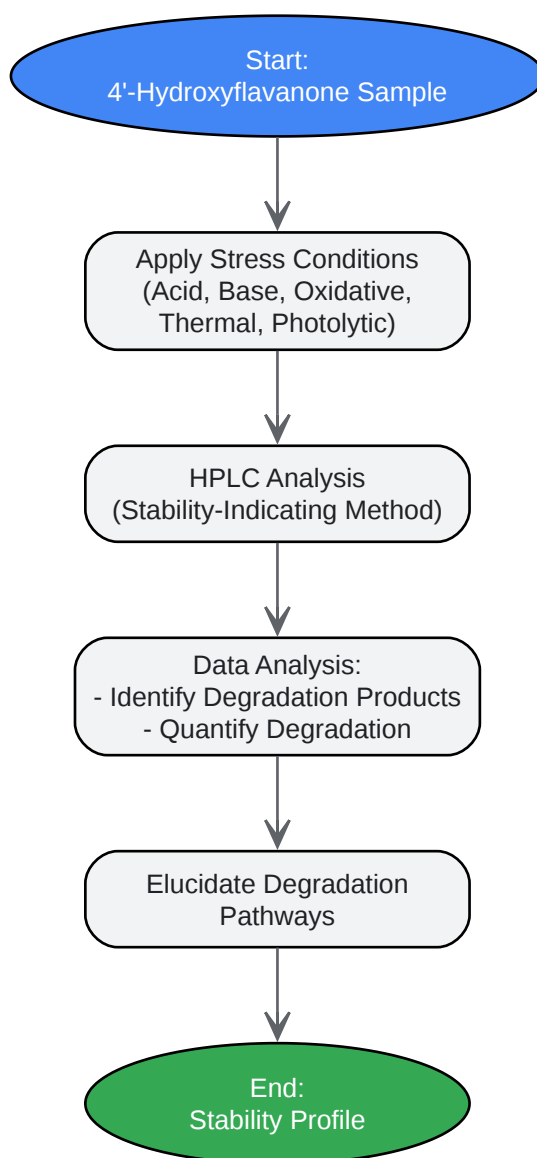 Start:
4'-Hydroxyflavanone Sample
Apply Stress Conditions
(Acid, Base, Oxidative,
Thermal, Photolytic)
HPLC Analysis
(Stability-Indicating Method)
Data Analysis:
- Identify Degradation Products
- Quantify Degradation
Elucidate Degradation
Pathways
End:
Stability Profile